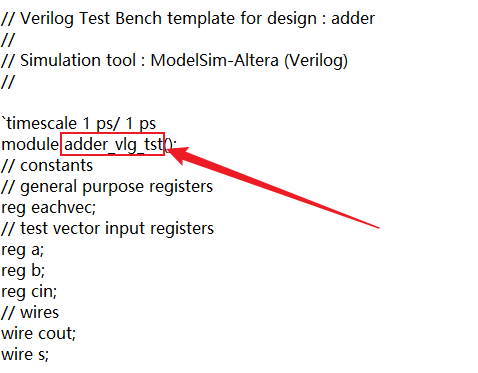 // Verilog Test Bench template for design : adder
//
// Simulation tool : ModelSim-Altera (Verilog)
//
`timescale 1 ps/ 1 ps
module adder_vlg_tst();
// constants
// general purpose registers
reg eachvec;
// test vector input registers
reg a;
reg b;
reg cin;
// wires
wire cout;
wire s;